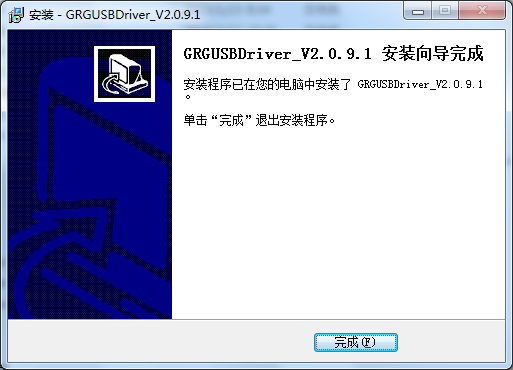 安装 - GRGUSBDriver_V2.0.9.1
GRGUSBDriver_V2.0.9.1 安装向导完成
安装程序已在您的电脑中安装了 GRGUSBDriver_V2.0.9.1
。
单击“完成”退出安装程序。
完成(F)